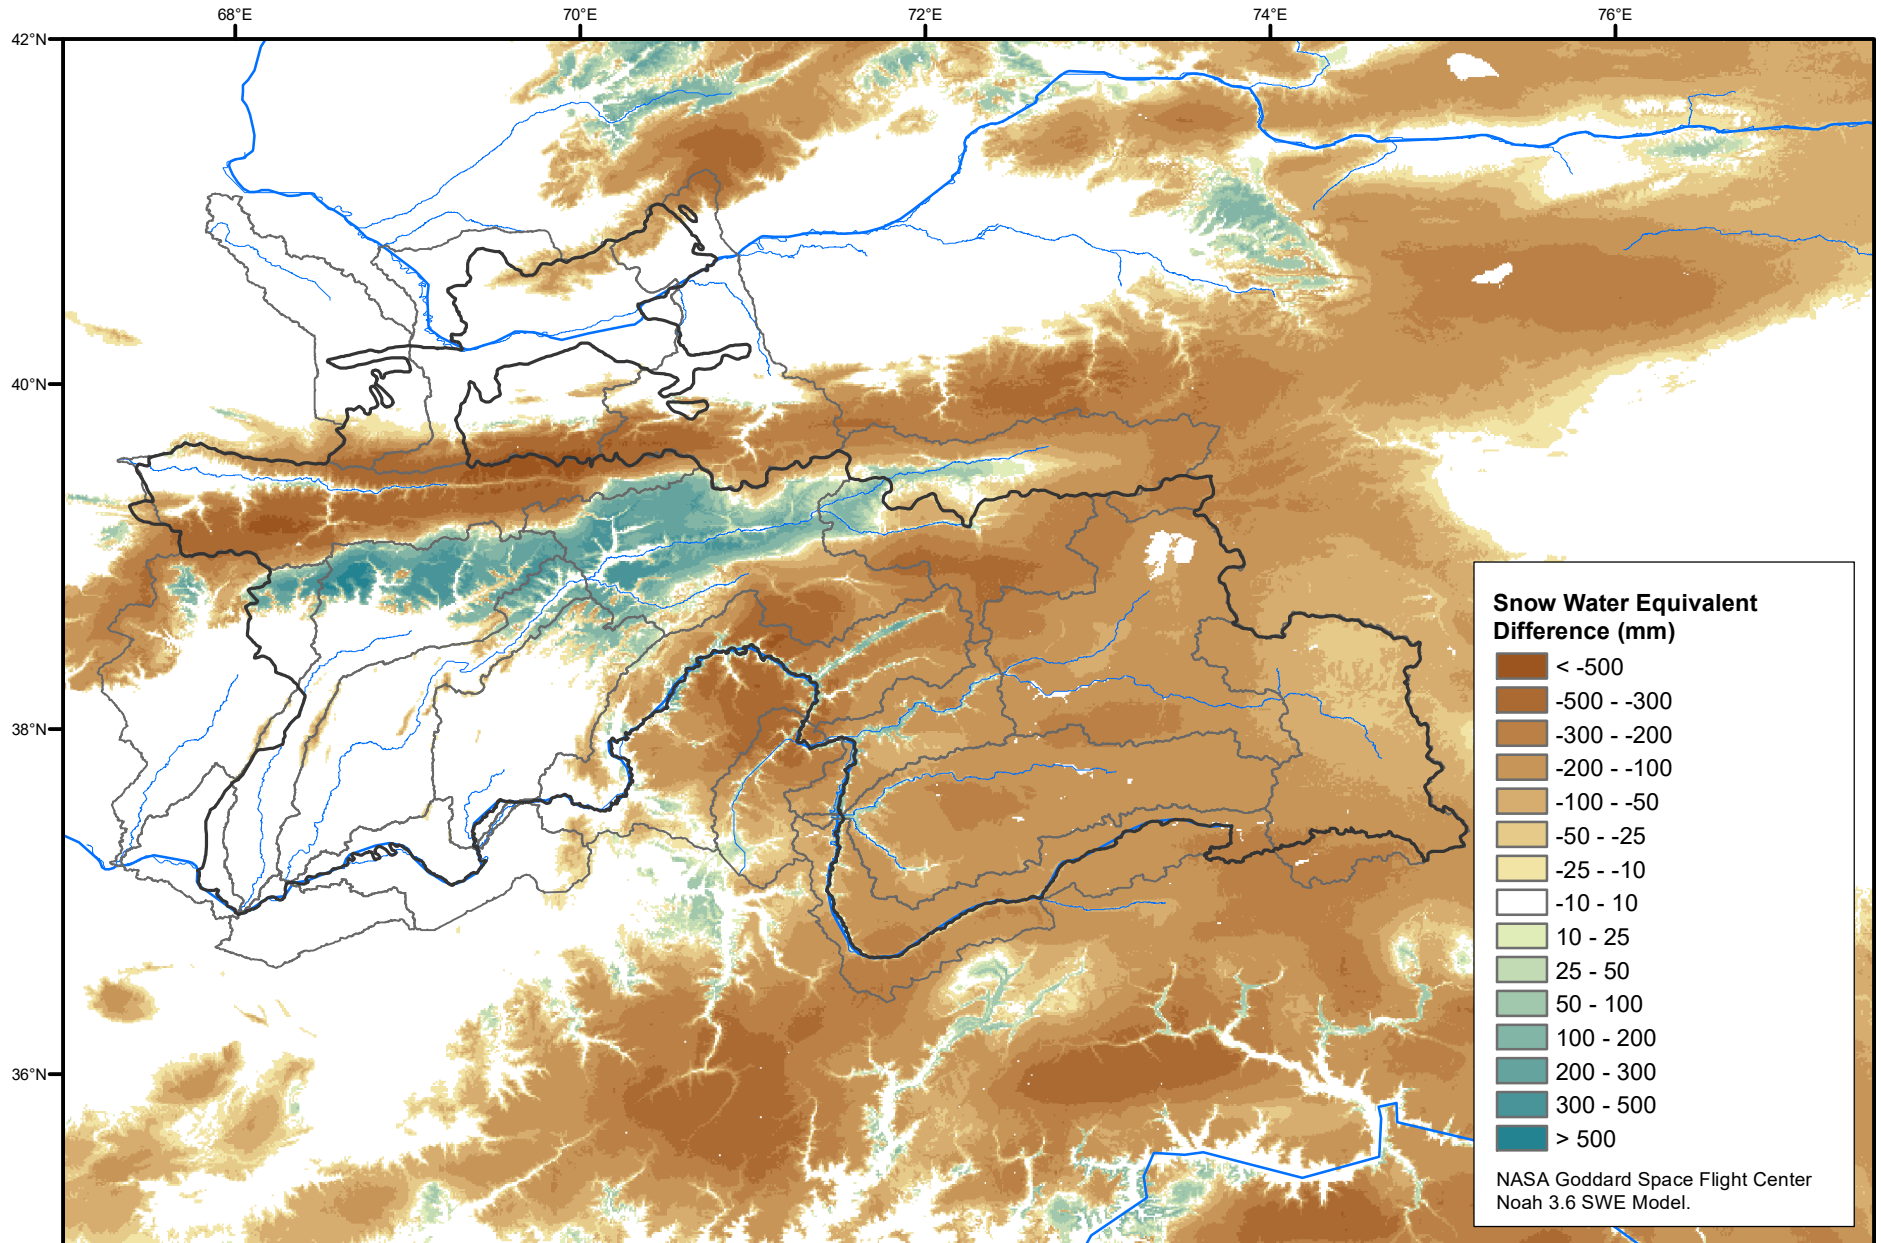 68°E 70°E 72°E 74°E 76°E
42°N
40°N
38°N
36°N
Snow Water Equivalent
Difference (mm)
< -500
-500 - -300
-300 - -200
-200 - -100
-100 - -50
-50 - -25
-25 - -10
-10 - 10
10 - 25
25 - 50
50 - 100
100 - 200
200 - 300
300 - 500
> 500
NASA Goddard Space Flight Center
Noah 3.6 SWE Model.